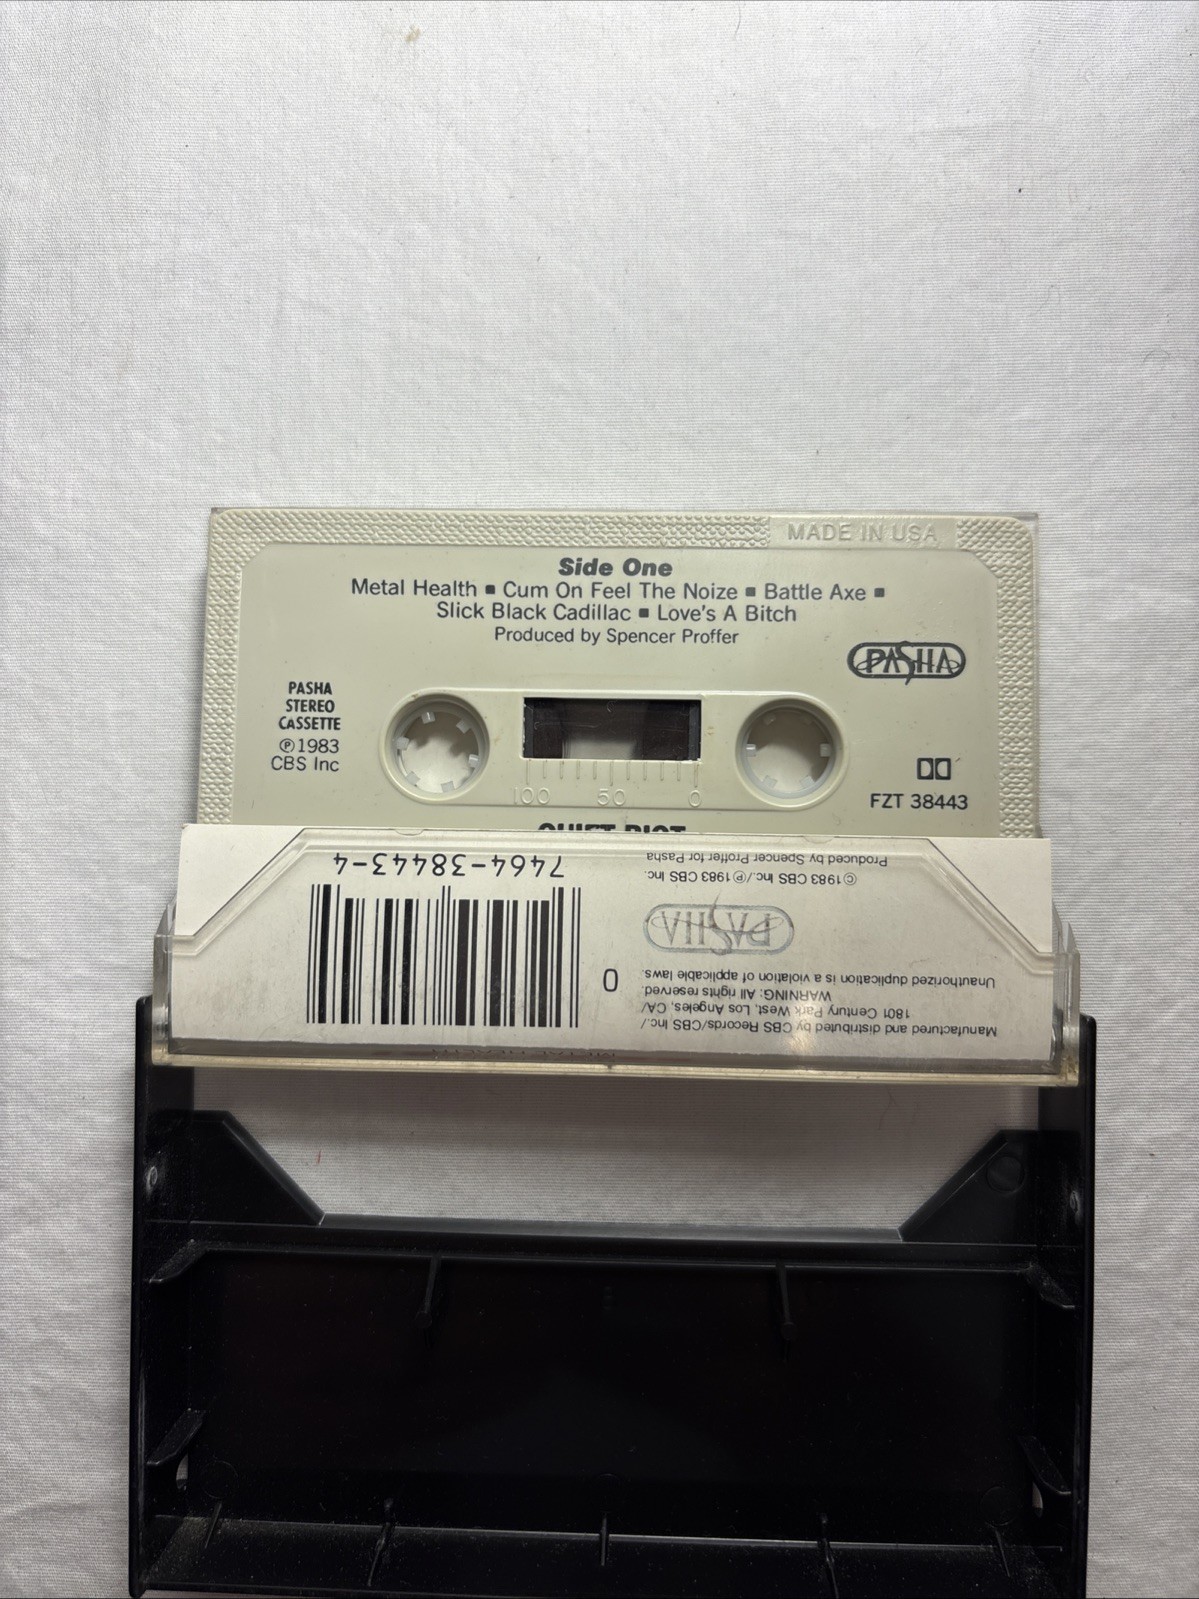 MADE IN USA
Side One
Metal Health ■ Cum On Feel The Noize ■ Battle Axe ■
Slick Black Cadillac ■ Love's A Bitch
Produced by Spencer Proffer
PASHA
PASHA
STEREO
CASSETTE
℗1983
CBS Inc
100 50 0
FZT 38443
QUIET RIOT
7464-38443-4
0
Manufactured and distributed by CBS Records/CBS Inc./
1801 Century Park West, Los Angeles, CA/
WARNING: All rights reserved.
Unauthorized duplication is a violation of applicable laws.
PASHA
©1983 CBS Inc./℗1983 CBS Inc.
Produced by Spencer Proffer for Pasha
METAL HEALTH